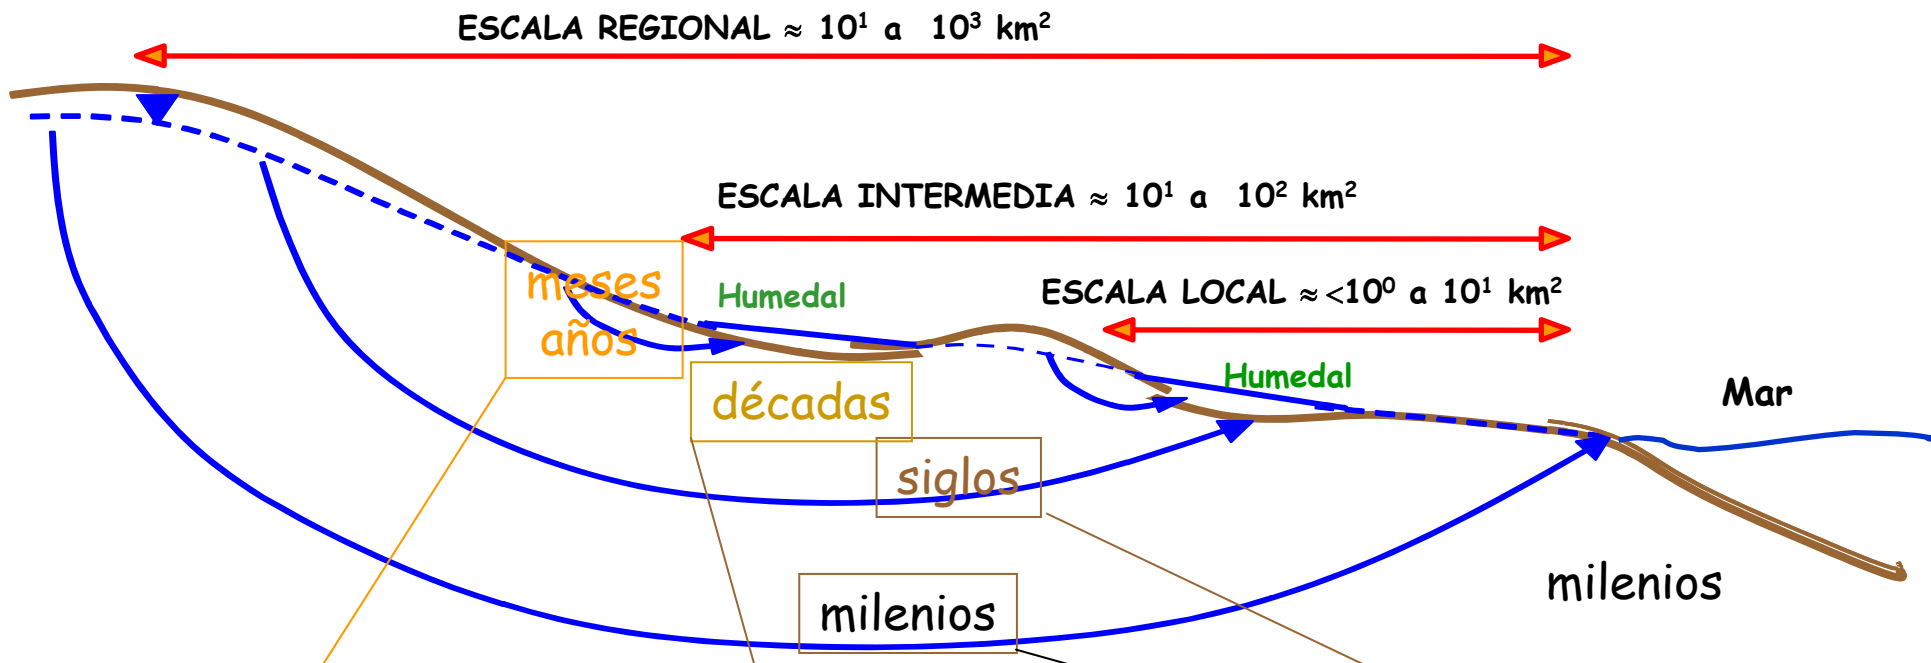 ESCALA REGIONAL ≈ 10¹ a 10³ km²
ESCALA INTERMEDIA ≈ 10¹ a 10² km²
meses
años
Humedal
ESCALA LOCAL ≈ <10⁰ a 10¹ km²
décadas
Humedal
Mar
siglos
milenios
milenios